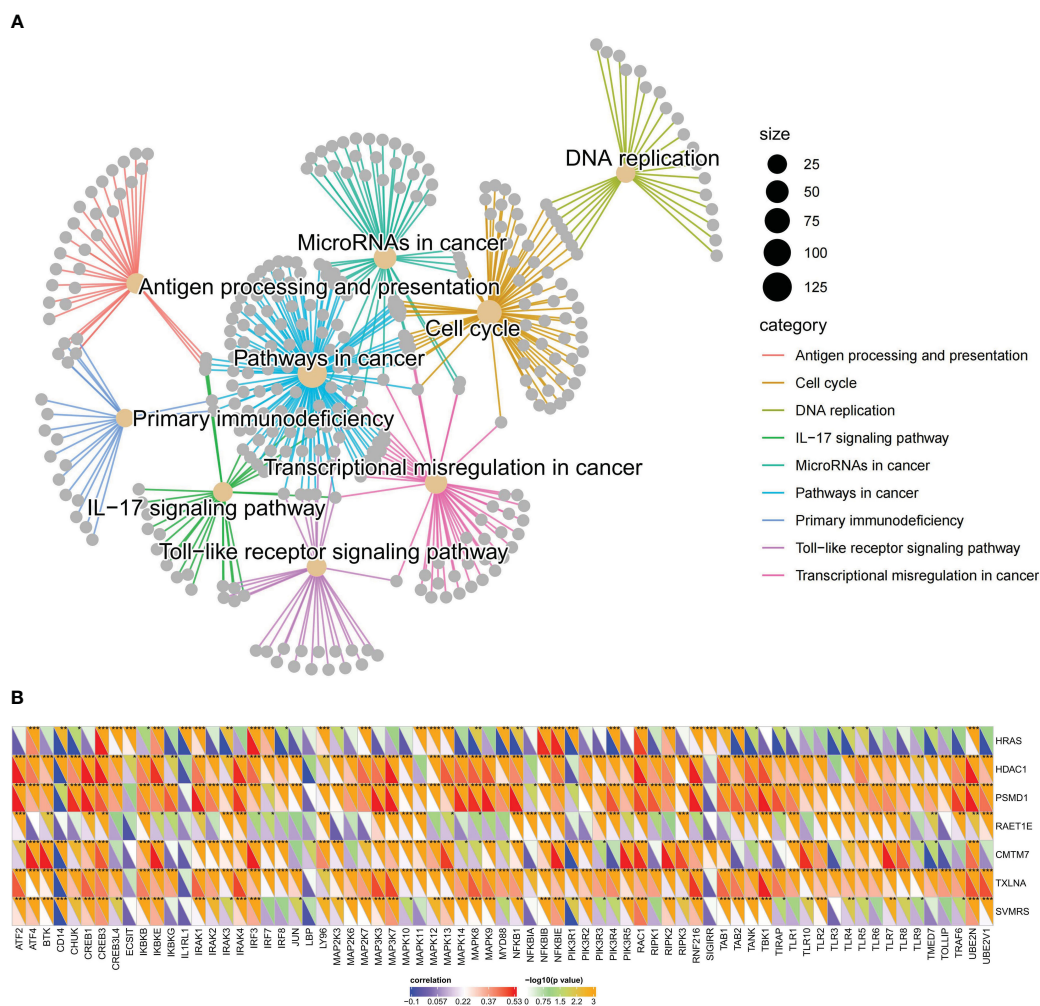 A
DNA replication
MicroRNAs in cancer
Antigen processing and presentation
Cell cycle
Pathways in cancer
Primary immunodeficiency
Transcriptional misregulation in cancer
IL−17 signaling pathway
Toll−like receptor signaling pathway
size
25
50
75
100
125
category
Antigen processing and presentation
Cell cycle
DNA replication
IL−17 signaling pathway
MicroRNAs in cancer
Pathways in cancer
Primary immunodeficiency
Toll−like receptor signaling pathway
Transcriptional misregulation in cancer
B
HRAS
HDAC1
PSMD1
RAET1E
CMTM7
TXLNA
SVMRS
ATF2
ATF4
BTK
CD14
CHUK
CREB1
CREB3
CREB3L4
ECSIT
IKBKB
IKBKE
IKBKG
IL1RL1
IRAK1
IRAK2
IRAK3
IRAK4
IRF3
IRF7
IRF8
JUN
LBP
LY96
MAP2K3
MAP2K6
MAP2K7
MAP3K3
MAP3K7
MAPK10
MAPK11
MAPK12
MAPK13
MAPK14
MAPK8
MAPK9
MYD88
NFKB1
NFKBIA
NFKBIB
NFKBIE
PIK3R1
PIK3R2
PIK3R3
PIK3R4
PIK3R5
RAC1
RIPK1
RIPK2
RIPK3
RNF216
SIGIRR
TAB1
TAB2
TANK
TBK1
TIRAP
TLR1
TLR10
TLR2
TLR3
TLR4
TLR5
TLR6
TLR7
TLR8
TLR9
TMED7
TOLLIP
TRAF6
UBE2N
UBE2V1
correlation
−0.1 0.057 0.22 0.37 0.53
−log10(p value)
0 0.75 1.5 2.2 3